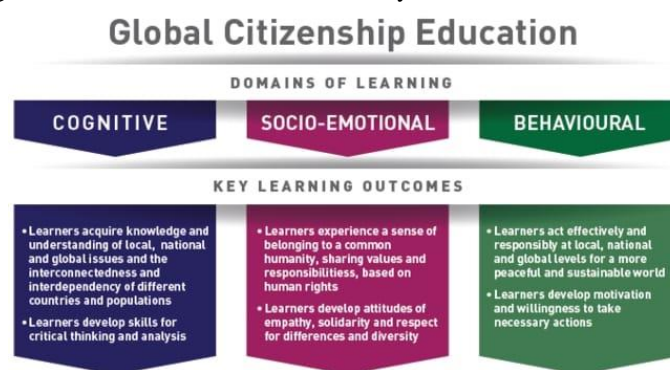 Global Citizenship Education
DOMAINS OF LEARNING
COGNITIVE
SOCIO-EMOTIONAL
BEHAVIOURAL
KEY LEARNING OUTCOMES
• Learners acquire knowledge and
understanding of local, national
and global issues and the
interconnectedness and
interdependency of different
countries and populations
• Learners develop skills for
critical thinking and analysis
• Learners experience a sense of
belonging to a common
humanity, sharing values and
responsibilitiess, based on
human rights
• Learners develop attitudes of
empathy, solidarity and respect
for differences and diversity
• Learners act effectively and
responsibly at local, national
and global levels for a more
peaceful and sustainable world
• Learners develop motivation
and willingness to take
necessary actions